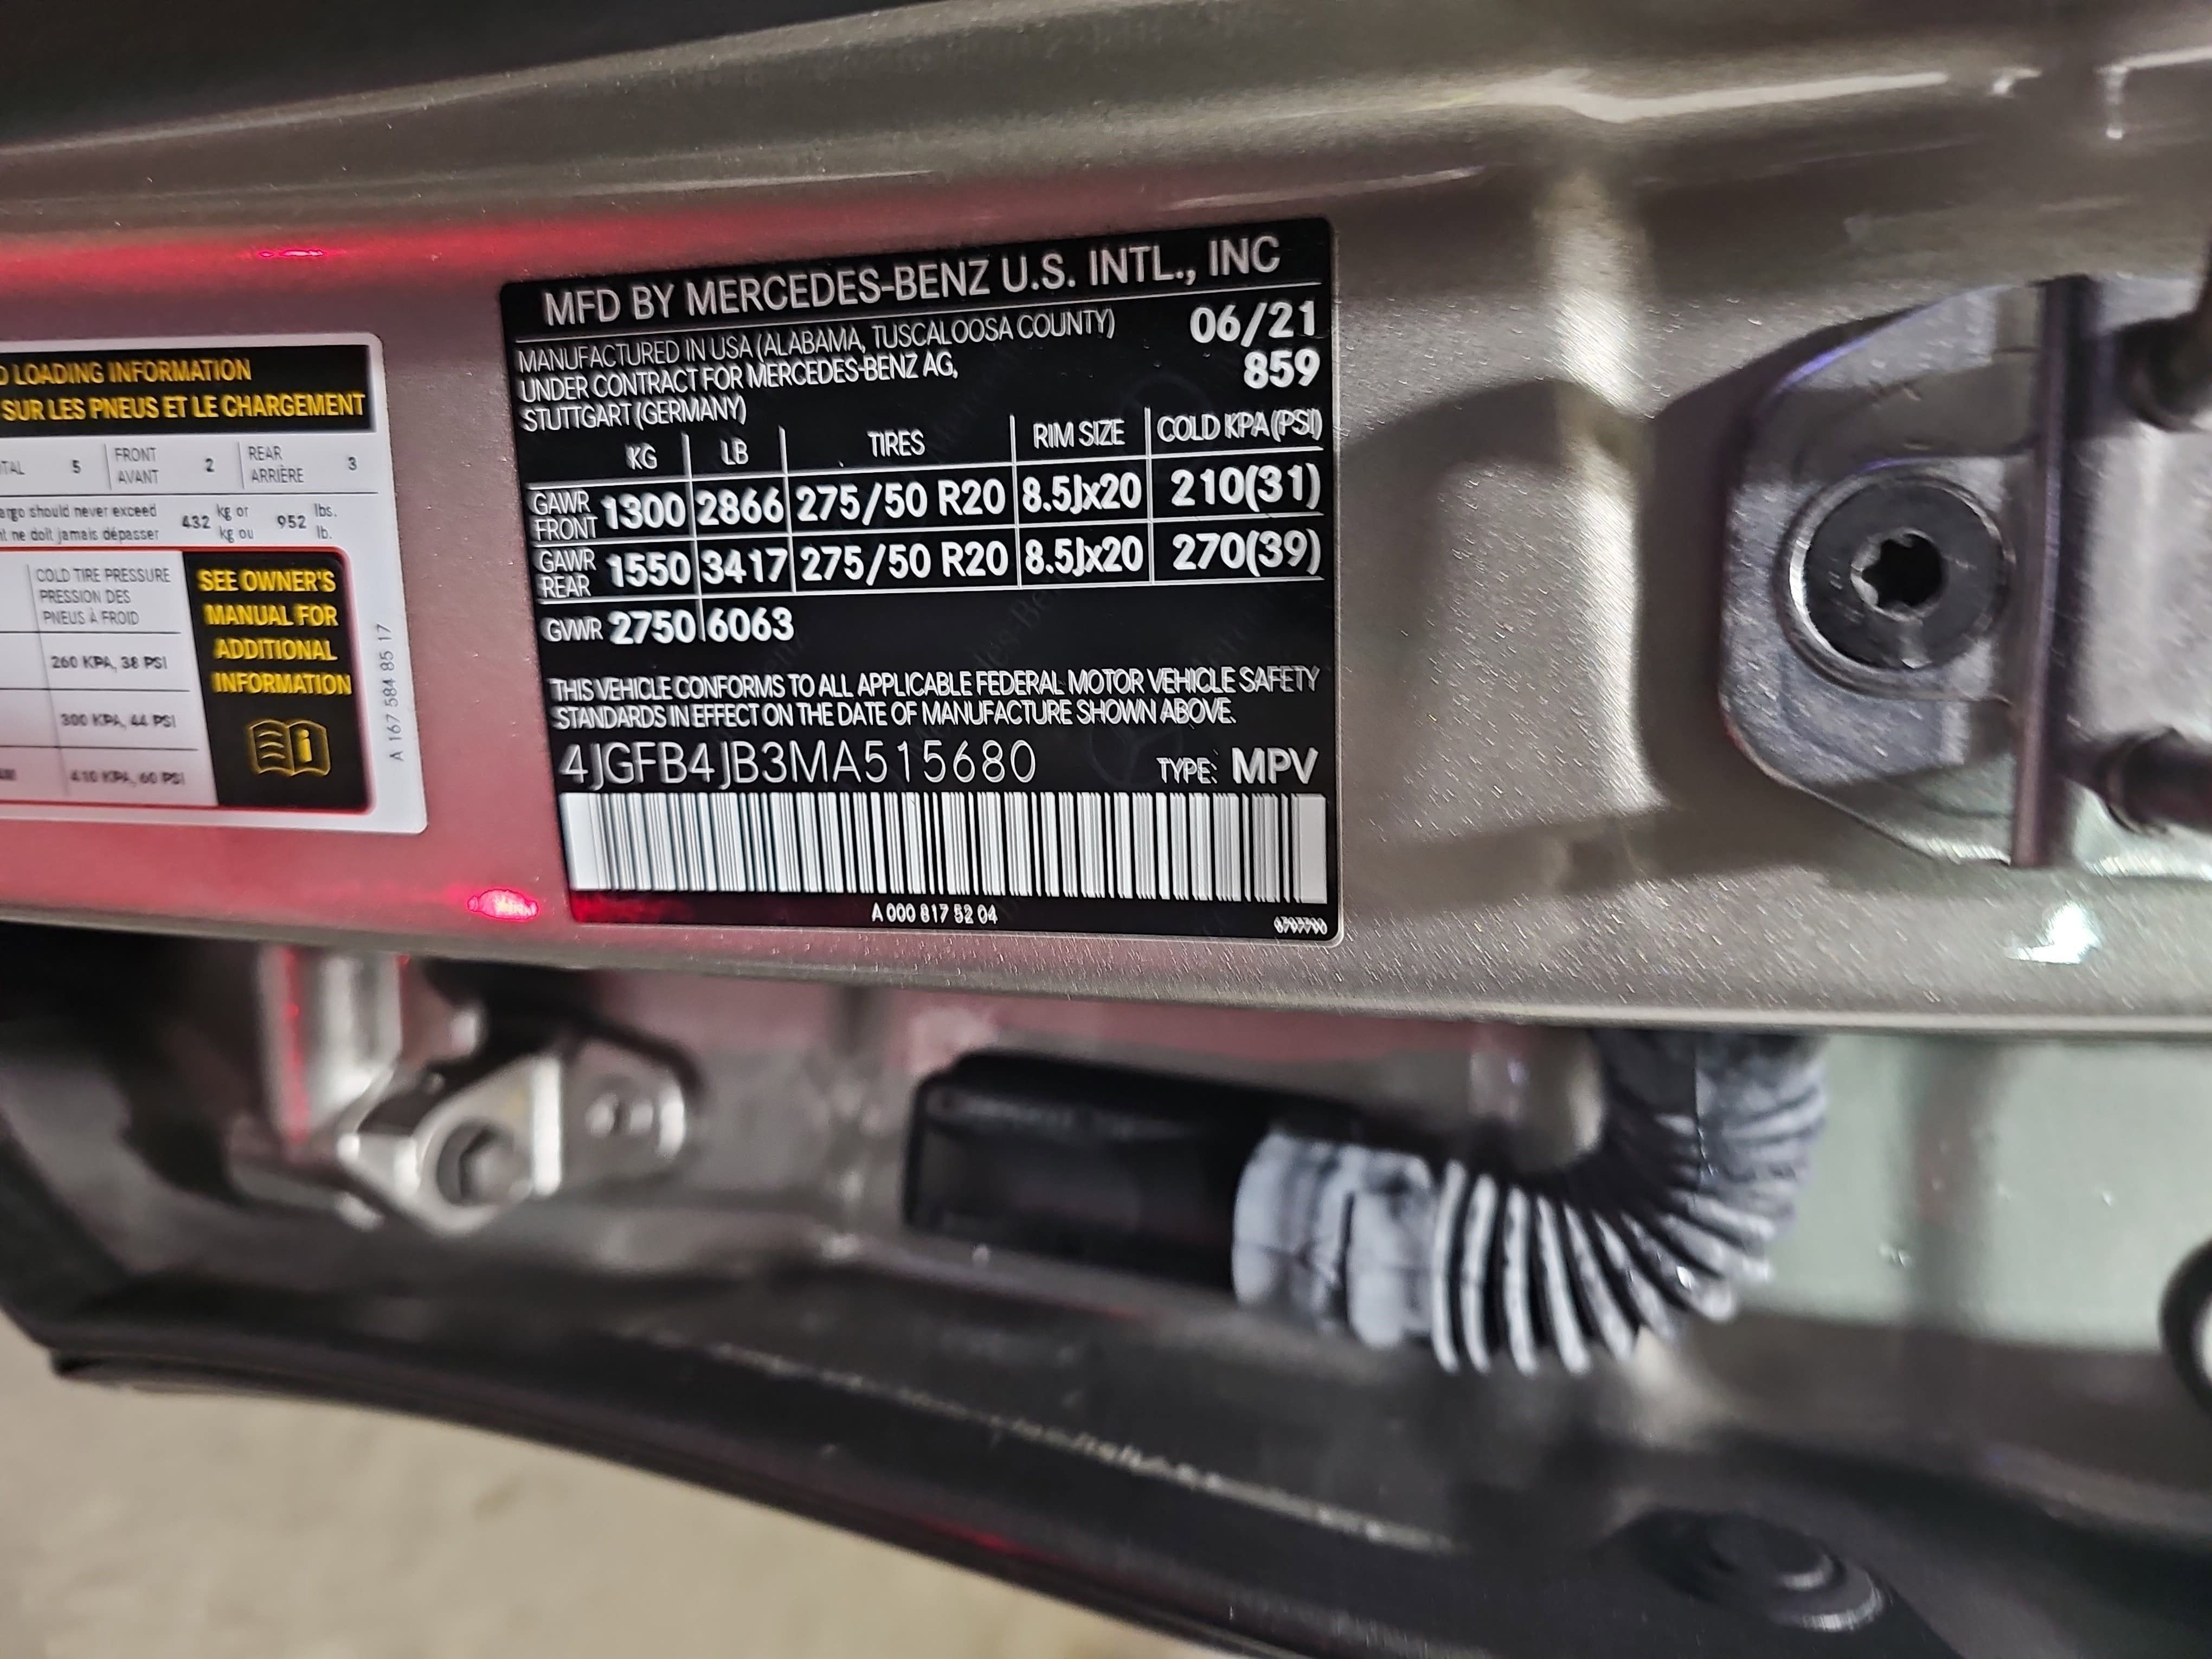 D LOADING INFORMATION
SUR LES PNEUS ET LE CHARGEMENT
5 FRONT AVANT 2 REAR ARRIÈRE 3
should never exceed 432 kg or 952 lbs.
ne doit jamais dépasser kg ou lb.
COLD TIRE PRESSURE
PRESSION DES
PNEUS À FROID
260 KPA, 38 PSI
300 KPA, 44 PSI
410 KPA, 60 PSI
SEE OWNER'S
MANUAL FOR
ADDITIONAL
INFORMATION
A 167 584 85 17
MFD BY MERCEDES-BENZ U.S. INTL., INC
MANUFACTURED IN USA (ALABAMA, TUSCALOOSA COUNTY) 06/21
UNDER CONTRACT FOR MERCEDES-BENZ AG, 859
STUTTGART (GERMANY)
KG LB TIRES RIM SIZE COLD KPA(PSI)
GAWR FRONT 1300 2866 275/50 R20 8.5Jx20 210(31)
GAWR REAR 1550 3417 275/50 R20 8.5Jx20 270(39)
GVWR 2750 6063
THIS VEHICLE CONFORMS TO ALL APPLICABLE FEDERAL MOTOR VEHICLE SAFETY
STANDARDS IN EFFECT ON THE DATE OF MANUFACTURE SHOWN ABOVE.
4JGFB4JB3MA515680 TYPE: MPV
A 000 817 52 04